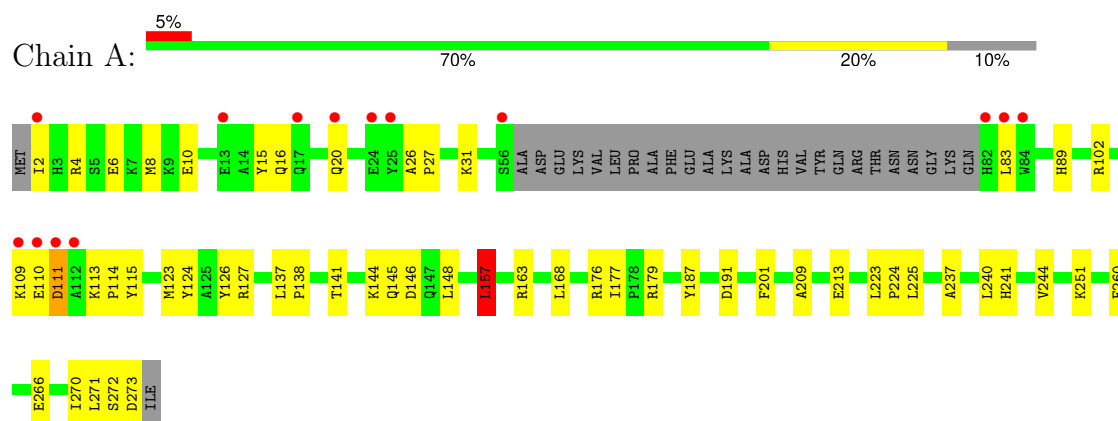 5%
Chain A:
70% 20% 10%
MET I2 H3 R4 S5 E6 K7 M8 K9 E10 E13 A14 Y15 Q16 Q17 Q20 E24 Y25 A26 P27 K31 S56 ALA ASP GLU LYS VAL LEU PRO ALA PHE GLU ALA LYS ALA ASP HIS VAL TYR GLN ARG THR ASN ASN GLY LYS GLN H82 L83 W84 H89 R102
K109 E110 D111 A112 K113 P114 Y115 M123 Y124 A125 Y126 R127 L137 P138 T141 K144 Q145 D146 Q147 L148 L157 R163 L168 R176 I177 P178 R179 Y187 D191 F201 A209 E213 L223 P224 L225 A237 L240 H241 V244 K251
E266 I270 L271 S272 D273 ILE